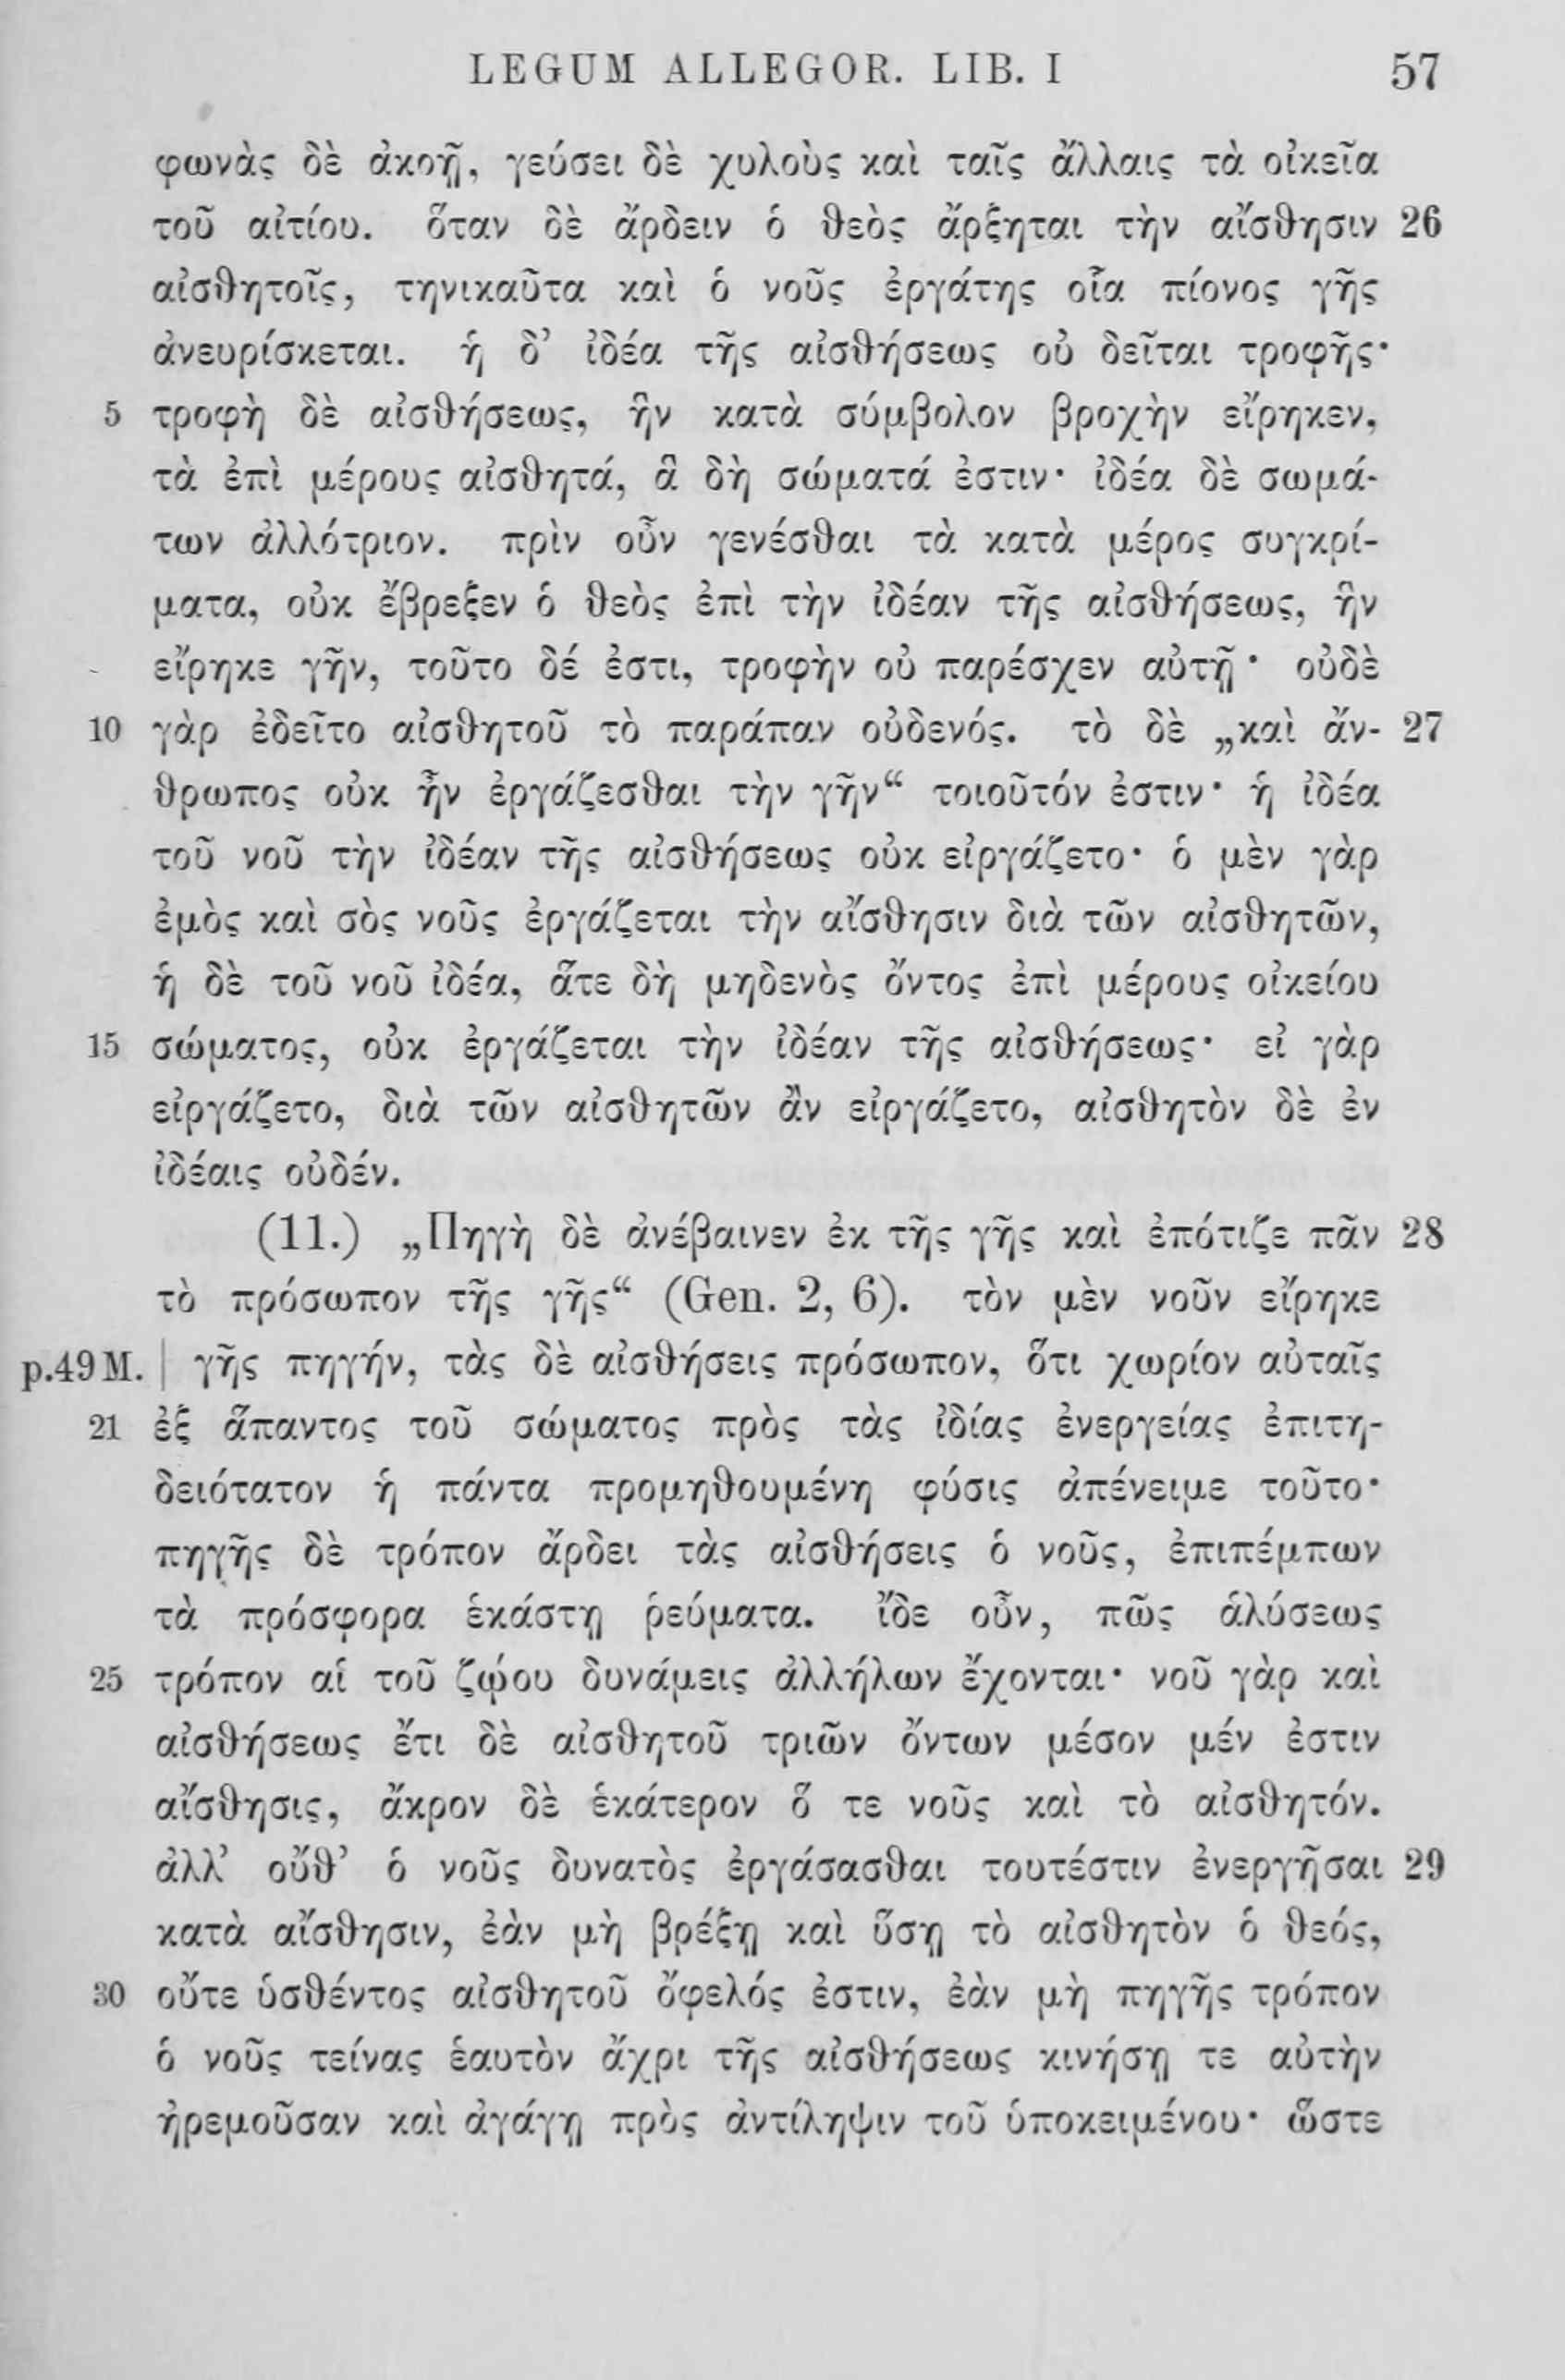 LEGUM ALLEGOR. LIB. I 57
φωνὰς δὲ ἀκοῇ, γεύσει δὲ χυλοὺς καὶ ταῖς ἄλλαις τὰ οἰκεῖα
τοῦ αἰτίου. ὅταν δὲ ἄρδειν ὁ θεὸς ἄρξηται τὴν αἴσθησιν 26
αἰσθητοῖς, τηνικαῦτα καὶ ὁ νοῦς ἐργάτης οἷα πίονος γῆς
ἀνευρίσκεται. ἡ δ’ ἰδέα τῆς αἰσθήσεως οὐ δεῖται τροφῆς·
5 τροφὴ δὲ αἰσθήσεως, ἣν κατὰ σύμβολον βροχὴν εἴρηκεν,
τὰ ἐπὶ μέρους αἰσθητά, ἃ δὴ σώματά ἐστιν· ἰδέα δὲ σωμά-
των ἀλλότριον. πρὶν οὖν γενέσθαι τὰ κατὰ μέρος συγκρί-
ματα, οὐκ ἔβρεξεν ὁ θεὸς ἐπὶ τὴν ἰδέαν τῆς αἰσθήσεως, ἣν
εἴρηκε γῆν, τοῦτο δέ ἐστι, τροφὴν οὐ παρέσχεν αὐτῇ· οὐδὲ
10 γὰρ ἐδεῖτο αἰσθητοῦ τὸ παράπαν οὐδενός. τὸ δὲ „καὶ ἄν- 27
θρωπος οὐκ ἦν ἐργάζεσθαι τὴν γῆν“ τοιοῦτόν ἐστιν· ἡ ἰδέα
τοῦ νοῦ τὴν ἰδέαν τῆς αἰσθήσεως οὐκ εἰργάζετο· ὁ μὲν γὰρ
ἐμὸς καὶ σὸς νοῦς ἐργάζεται τὴν αἴσθησιν διὰ τῶν αἰσθητῶν,
ἡ δὲ τοῦ νοῦ ἰδέα, ἅτε δὴ μηδενὸς ὄντος ἐπὶ μέρους οἰκείου
15 σώματος, οὐκ ἐργάζεται τὴν ἰδέαν τῆς αἰσθήσεως· εἰ γὰρ
εἰργάζετο, διὰ τῶν αἰσθητῶν ἂν εἰργάζετο, αἰσθητὸν δὲ ἐν
ἰδέαις οὐδέν.
(11.) „Πηγὴ δὲ ἀνέβαινεν ἐκ τῆς γῆς καὶ ἐπότιζε πᾶν 28
τὸ πρόσωπον τῆς γῆς“ (Gen. 2, 6). τὸν μὲν νοῦν εἴρηκε
p.49 M. | γῆς πηγήν, τὰς δὲ αἰσθήσεις πρόσωπον, ὅτι χωρίον αὐταῖς
21 ἐξ ἅπαντος τοῦ σώματος πρὸς τὰς ἰδίας ἐνεργείας ἐπιτη-
δειότατον ἡ πάντα προμηθουμένη φύσις ἀπένειμε τοῦτο·
πηγῆς δὲ τρόπον ἄρδει τὰς αἰσθήσεις ὁ νοῦς, ἐπιπέμπων
τὰ πρόσφορα ἑκάστῃ ῥεύματα. ἴδε οὖν, πῶς ἁλύσεως
25 τρόπον αἱ τοῦ ζῴου δυνάμεις ἀλλήλων ἔχονται· νοῦ γὰρ καὶ
αἰσθήσεως ἔτι δὲ αἰσθητοῦ τριῶν ὄντων μέσον μέν ἐστιν
αἴσθησις, ἄκρον δὲ ἑκάτερον ὅ τε νοῦς καὶ τὸ αἰσθητόν.
ἀλλ’ οὔθ’ ὁ νοῦς δυνατὸς ἐργάσασθαι τουτέστιν ἐνεργῆσαι 29
κατὰ αἴσθησιν, ἐὰν μὴ βρέξῃ καὶ ὕσῃ τὸ αἰσθητὸν ὁ θεός,
30 οὔτε ὑσθέντος αἰσθητοῦ ὄφελός ἐστιν, ἐὰν μὴ πηγῆς τρόπον
ὁ νοῦς τείνας ἑαυτὸν ἄχρι τῆς αἰσθήσεως κινήσῃ τε αὐτὴν
ἠρεμοῦσαν καὶ ἀγάγῃ πρὸς ἀντίληψιν τοῦ ὑποκειμένου· ὥστε